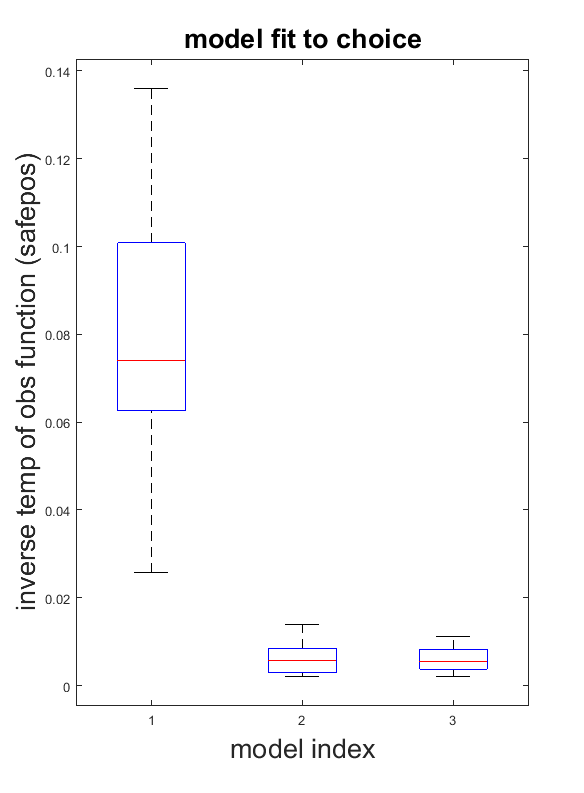 model fit to choice
inverse temp of obs function (safepos)
0.14
0.12
0.1
0.08
0.06
0.04
0.02
0
1 2 3
model index